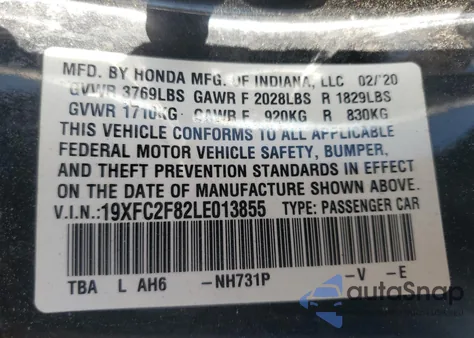 MFD. BY HONDA MFG. OF INDIANA, LLC 02/'20
GVWR 3769LBS GAWR F 2028LBS R 1829LBS
GVWR 1710KG GAWR F 920KG R 830KG
THIS VEHICLE CONFORMS TO ALL APPLICABLE
FEDERAL MOTOR VEHICLE SAFETY, BUMPER,
AND THEFT PREVENTION STANDARDS IN EFFECT
ON THE DATE OF MANUFACTURE SHOWN ABOVE.
V.I.N.:19XFC2F82LE013855 TYPE: PASSENGER CAR
TBA L AH6 -NH731P -V -E
autoSnap